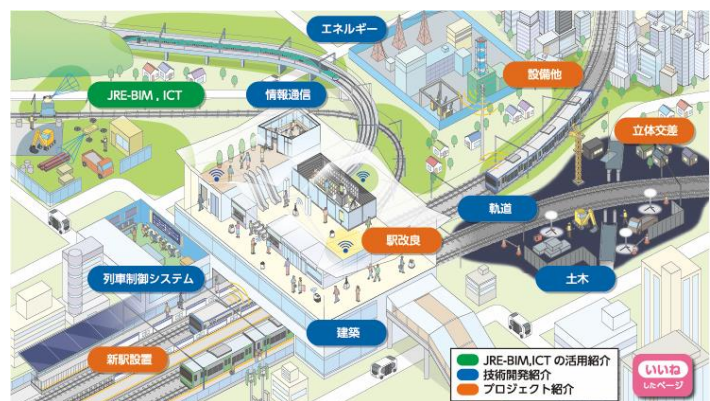 エネルギー
設備他
JRE-BIM , ICT
情報通信
立体交差
軌道
駅改良
列車制御システム
土木
建築
新駅設置
JRE-BIM,ICT の活用紹介
技術開発紹介
プロジェクト紹介
いいね
したページ